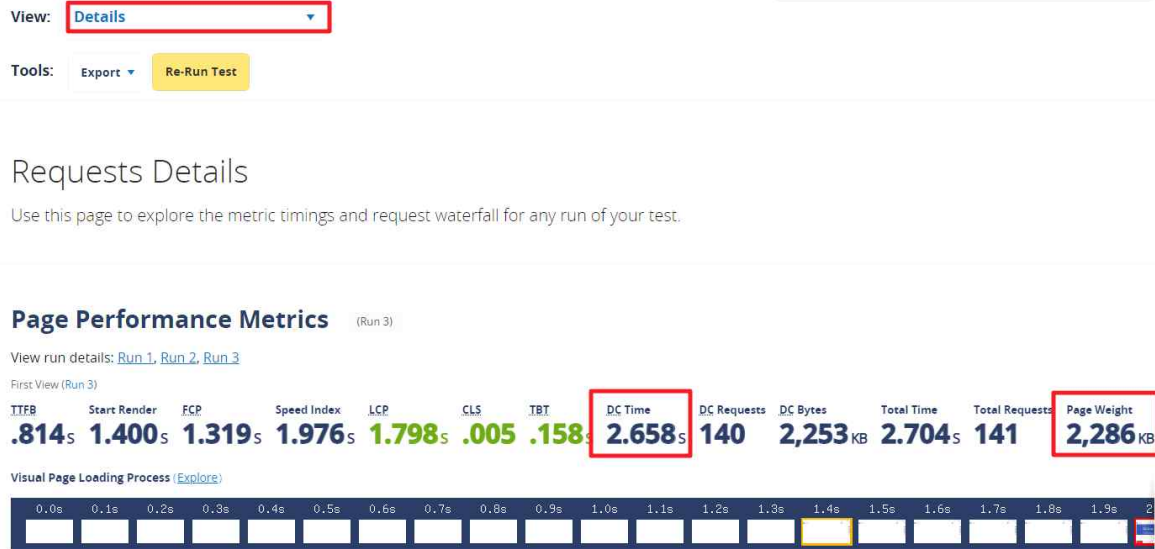 View: Details
Tools: Export Re-Run Test
Requests Details
Use this page to explore the metric timings and request waterfall for any run of your test.
Page Performance Metrics (Run 3)
View run details: Run 1, Run 2, Run 3
First View (Run 3)
TTFB Start Render FCP Speed Index LCP CLS TBT DC Time DC Requests DC Bytes Total Time Total Requests Page Weight
.814s 1.400s 1.319s 1.976s 1.798s .005 .158s 2.658s 140 2,253KB 2.704s 141 2,286KB
Visual Page Loading Process (Explore)
0.0s 0.1s 0.2s 0.3s 0.4s 0.5s 0.6s 0.7s 0.8s 0.9s 1.0s 1.1s 1.2s 1.3s 1.4s 1.5s 1.6s 1.7s 1.8s 1.9s